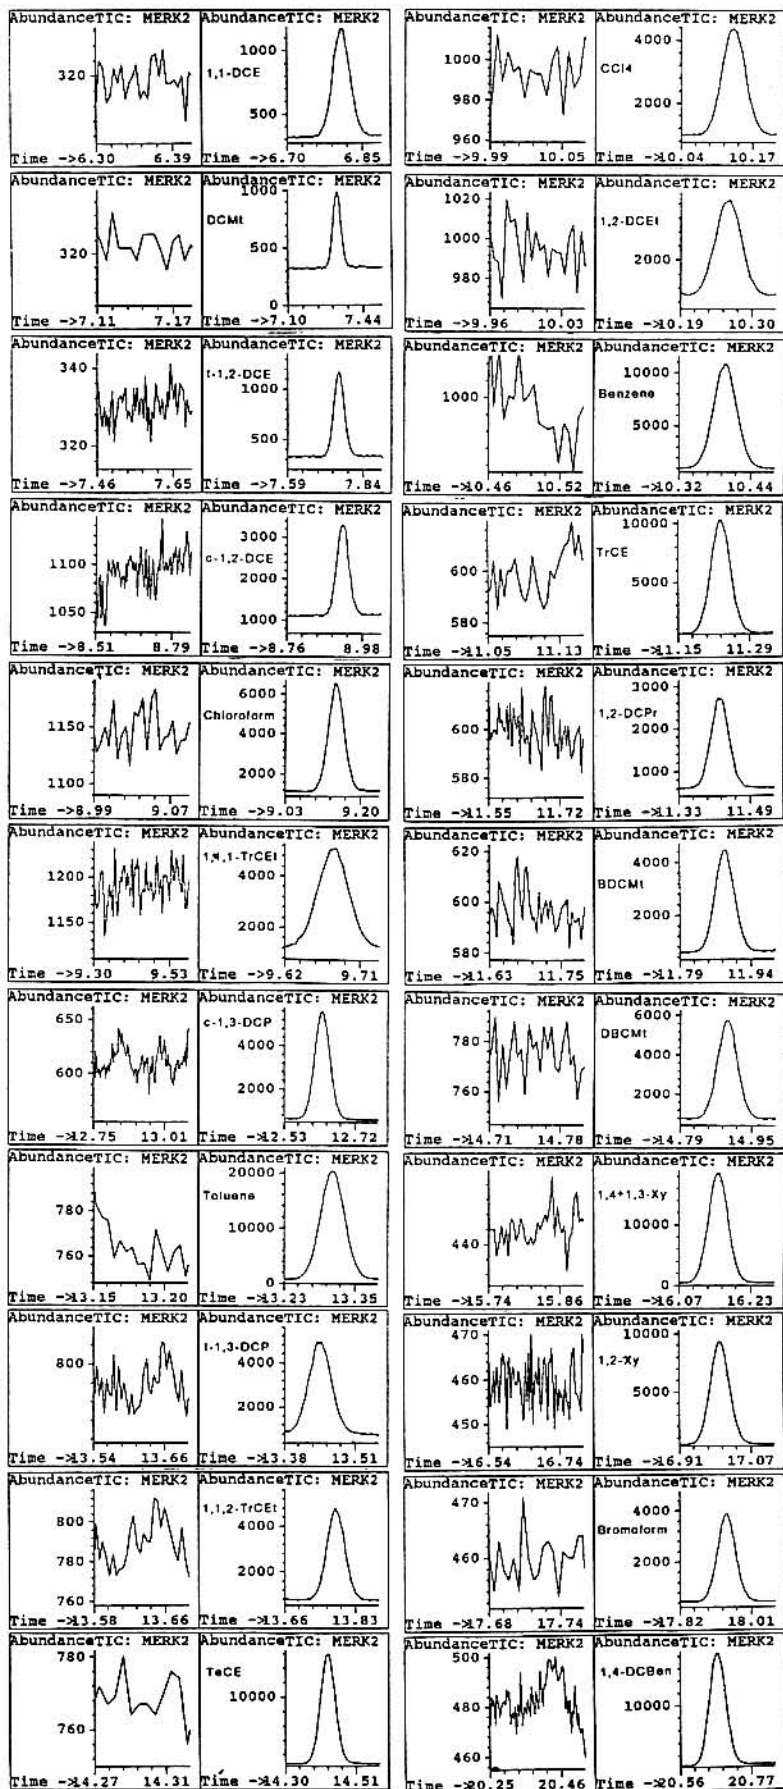 AbundanceTIC: MERK2
320
Time ->6.30 6.39
AbundanceTIC: MERK2
1000
1,1-DCE
500
Time ->6.70 6.85
AbundanceTIC: MERK2
320
Time ->7.11 7.17
AbundanceTIC: MERK2
1000
DCMt
500
0
Time ->7.10 7.44
AbundanceTIC: MERK2
340
320
Time ->7.46 7.65
AbundanceTIC: MERK2
t-1,2-DCE
1000
500
Time ->7.59 7.84
AbundanceTIC: MERK2
1100
1050
Time ->8.51 8.79
AbundanceTIC: MERK2
3000
c-1,2-DCE
2000
1000
Time ->8.76 8.98
AbundanceTIC: MERK2
1150
1100
Time ->8.99 9.07
AbundanceTIC: MERK2
6000
Chloroform
4000
2000
Time ->9.03 9.20
AbundanceTIC: MERK2
1200
1150
Time ->9.30 9.53
AbundanceTIC: MERK2
1,1,1-TrCEt
4000
2000
Time ->9.62 9.71
AbundanceTIC: MERK2
650
600
Time ->12.75 13.01
AbundanceTIC: MERK2
c-1,3-DCP
4000
2000
Time ->12.53 12.72
AbundanceTIC: MERK2
780
760
Time ->13.15 13.20
AbundanceTIC: MERK2
20000
Toluene
10000
0
Time ->13.23 13.35
AbundanceTIC: MERK2
800
Time ->13.54 13.66
AbundanceTIC: MERK2
t-1,3-DCP
4000
2000
Time ->13.38 13.51
AbundanceTIC: MERK2
800
780
760
Time ->13.58 13.66
AbundanceTIC: MERK2
1,1,2-TrCEt
4000
2000
Time ->13.66 13.83
AbundanceTIC: MERK2
780
760
Time ->14.27 14.31
AbundanceTIC: MERK2
TeCE
10000
Time ->14.30 14.51
AbundanceTIC: MERK2
1000
980
960
Time ->9.99 10.05
AbundanceTIC: MERK2
4000
CCl4
2000
Time ->10.04 10.17
AbundanceTIC: MERK2
1020
1000
980
Time ->9.96 10.03
AbundanceTIC: MERK2
1,2-DCEt
2000
Time ->10.19 10.30
AbundanceTIC: MERK2
1000
Time ->10.46 10.52
AbundanceTIC: MERK2
10000
Benzene
5000
Time ->10.32 10.44
AbundanceTIC: MERK2
600
575
Time ->11.05 11.13
AbundanceTIC: MERK2
10000
TrCE
5000
Time ->11.15 11.29
AbundanceTIC: MERK2
600
580
Time ->11.55 11.72
AbundanceTIC: MERK2
3000
1,2-DCPr
2000
1000
Time ->11.33 11.49
AbundanceTIC: MERK2
620
600
580
Time ->11.63 11.75
AbundanceTIC: MERK2
4000
BDCMt
2000
Time ->11.79 11.94
AbundanceTIC: MERK2
780
760
Time ->14.71 14.78
AbundanceTIC: MERK2
6000
DBCMt
4000
2000
Time ->14.79 14.95
AbundanceTIC: MERK2
440
Time ->15.74 15.86
AbundanceTIC: MERK2
1,4+1,3-Xy
10000
0
Time ->16.07 16.23
AbundanceTIC: MERK2
470
460
450
Time ->16.54 16.74
AbundanceTIC: MERK2
10000
1,2-Xy
5000
Time ->16.91 17.07
AbundanceTIC: MERK2
470
460
Time ->17.68 17.74
AbundanceTIC: MERK2
4000
Bromoform
2000
Time ->17.82 18.01
AbundanceTIC: MERK2
500
480
460
Time ->20.25 20.46
AbundanceTIC: MERK2
1,4-DCBen
10000
Time ->20.56 20.77